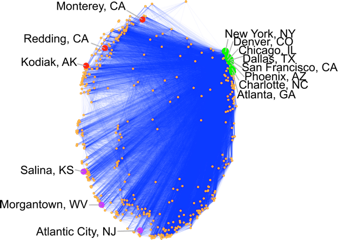 Monterey, CA
Redding, CA
Kodiak, AK
New York, NY
Denver, CO
Chicago, IL
Dallas, TX
San Francisco, CA
Phoenix, AZ
Charlotte, NC
Atlanta, GA
Salina, KS
Morgantown, WV
Atlantic City, NJ